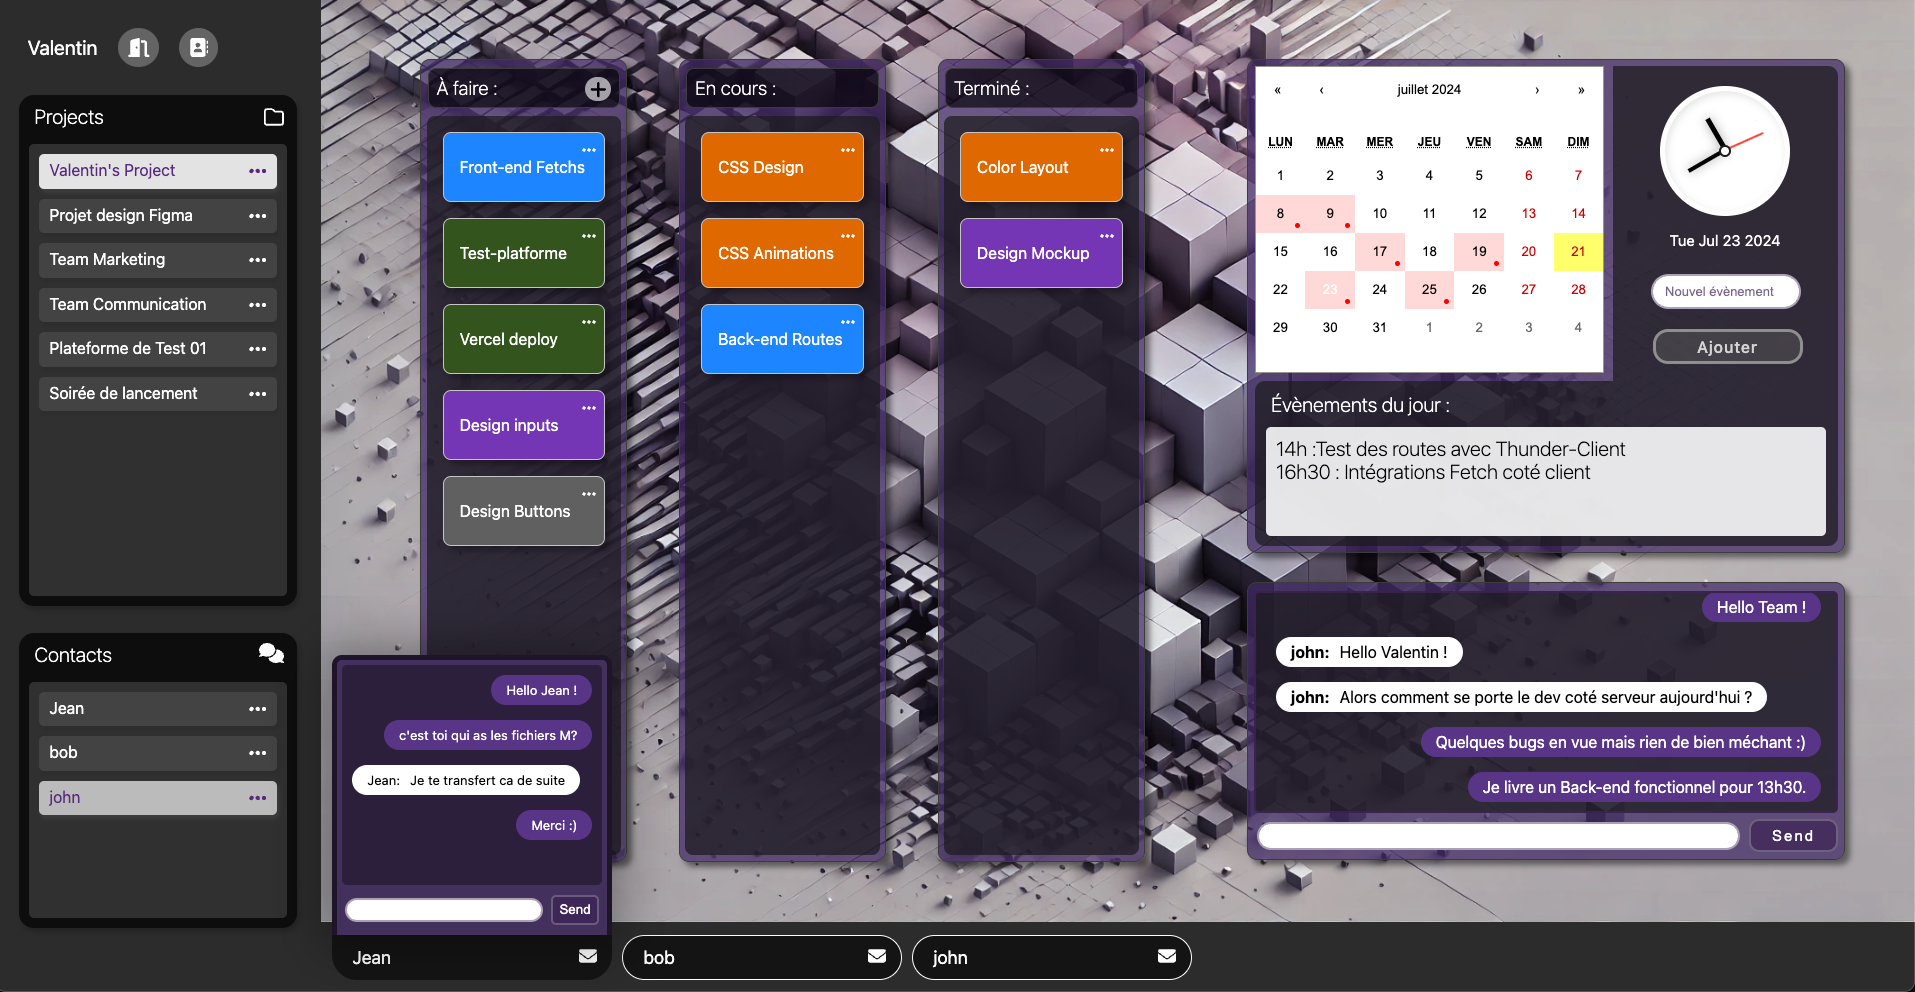 Valentin
Projects
Valentin's Project
Projet design Figma
Team Marketing
Team Communication
Plateforme de Test 01
Soirée de lancement
Contacts
Jean
bob
john
À faire :
Front-end Fetchs
Test-platforme
Vercel deploy
Design inputs
Design Buttons
En cours :
CSS Design
CSS Animations
Back-end Routes
Terminé :
Color Layout
Design Mockup
« ‹ juillet 2024 › »
LUN MAR MER JEU VEN SAM DIM
1 2 3 4 5 6 7
8 9 10 11 12 13 14
15 16 17 18 19 20 21
22 23 24 25 26 27 28
29 30 31 1 2 3 4
Tue Jul 23 2024
Nouvel évènement
Ajouter
Évènements du jour :
14h :Test des routes avec Thunder-Client
16h30 : Intégrations Fetch coté client
Hello Team !
john: Hello Valentin !
john: Alors comment se porte le dev coté serveur aujourd'hui ?
Quelques bugs en vue mais rien de bien méchant :)
Je livre un Back-end fonctionnel pour 13h30.
Send
Hello Jean !
c'est toi qui as les fichiers M?
Jean: Je te transfert ca de suite
Merci :)
Send
Jean
bob
john